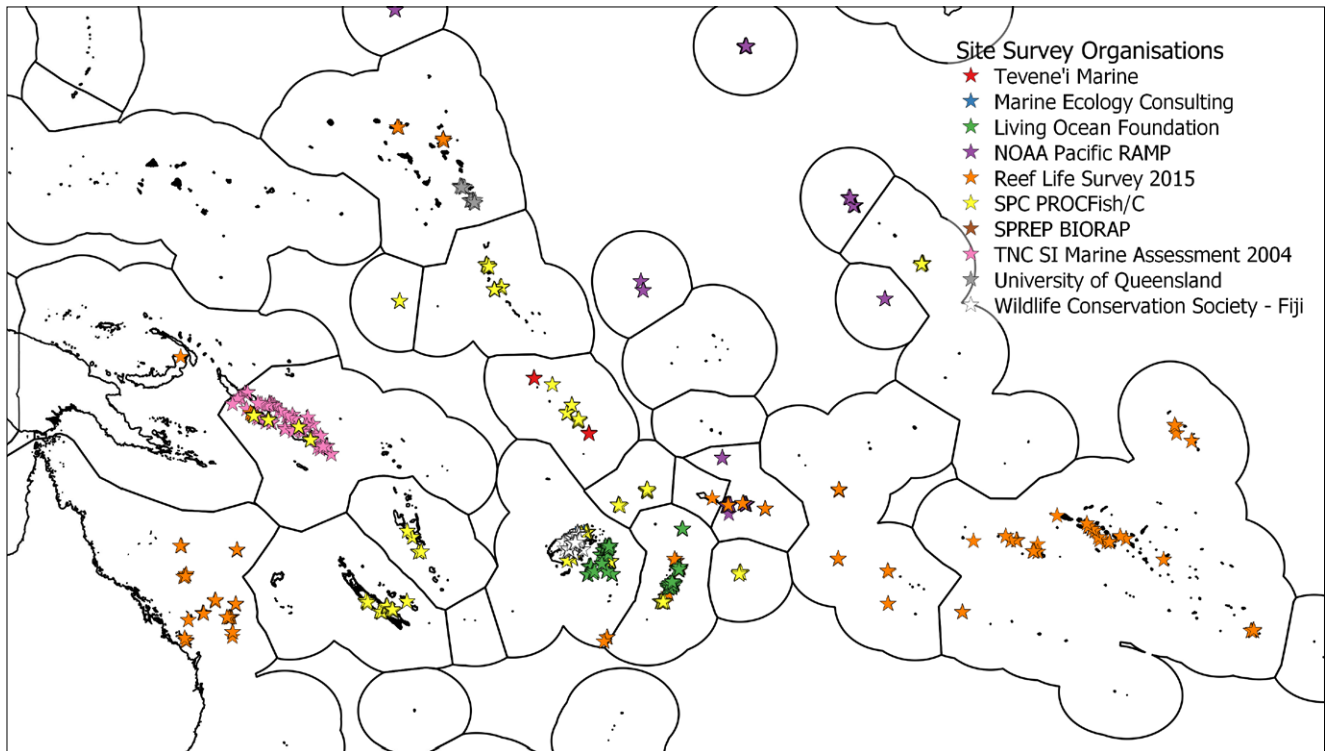 Site Survey Organisations
Tevene'i Marine
Marine Ecology Consulting
Living Ocean Foundation
NOAA Pacific RAMP
Reef Life Survey 2015
SPC PROCFish/C
SPREP BIORAP
TNC SI Marine Assessment 2004
University of Queensland
Wildlife Conservation Society - Fiji